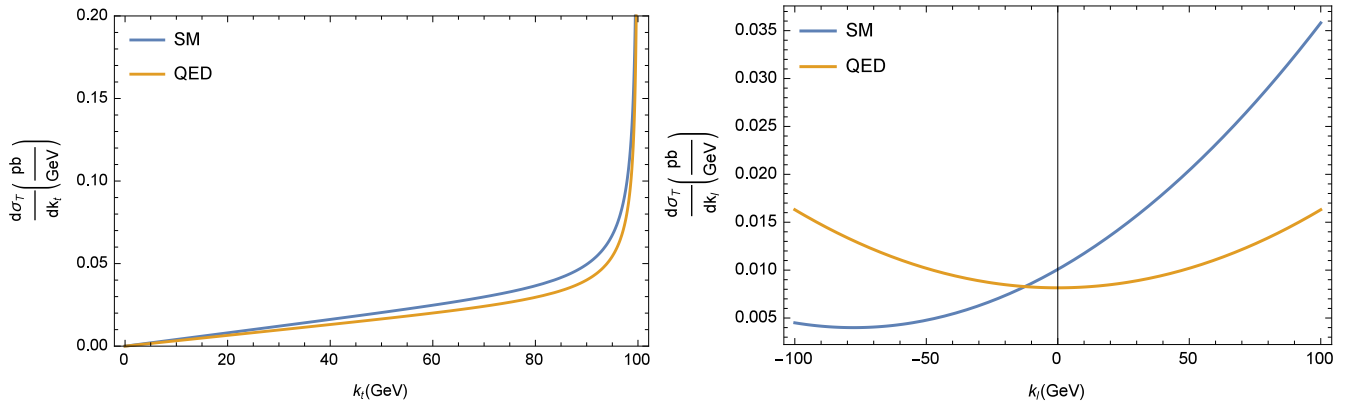 0.20
0.15
0.10
0.05
0.00
SM
QED
dσ_T
dk_t
(pb
GeV)
0 20 40 60 80 100
k_t(GeV)
0.035
0.030
0.025
0.020
0.015
0.010
0.005
SM
QED
dσ_T
dk_l
(pb
GeV)
-100 -50 0 50 100
k_l(GeV)